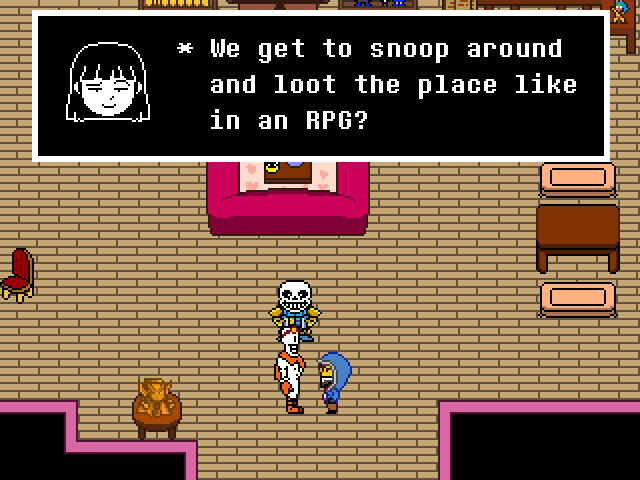 * We get to snoop around
and loot the place like
in an RPG?